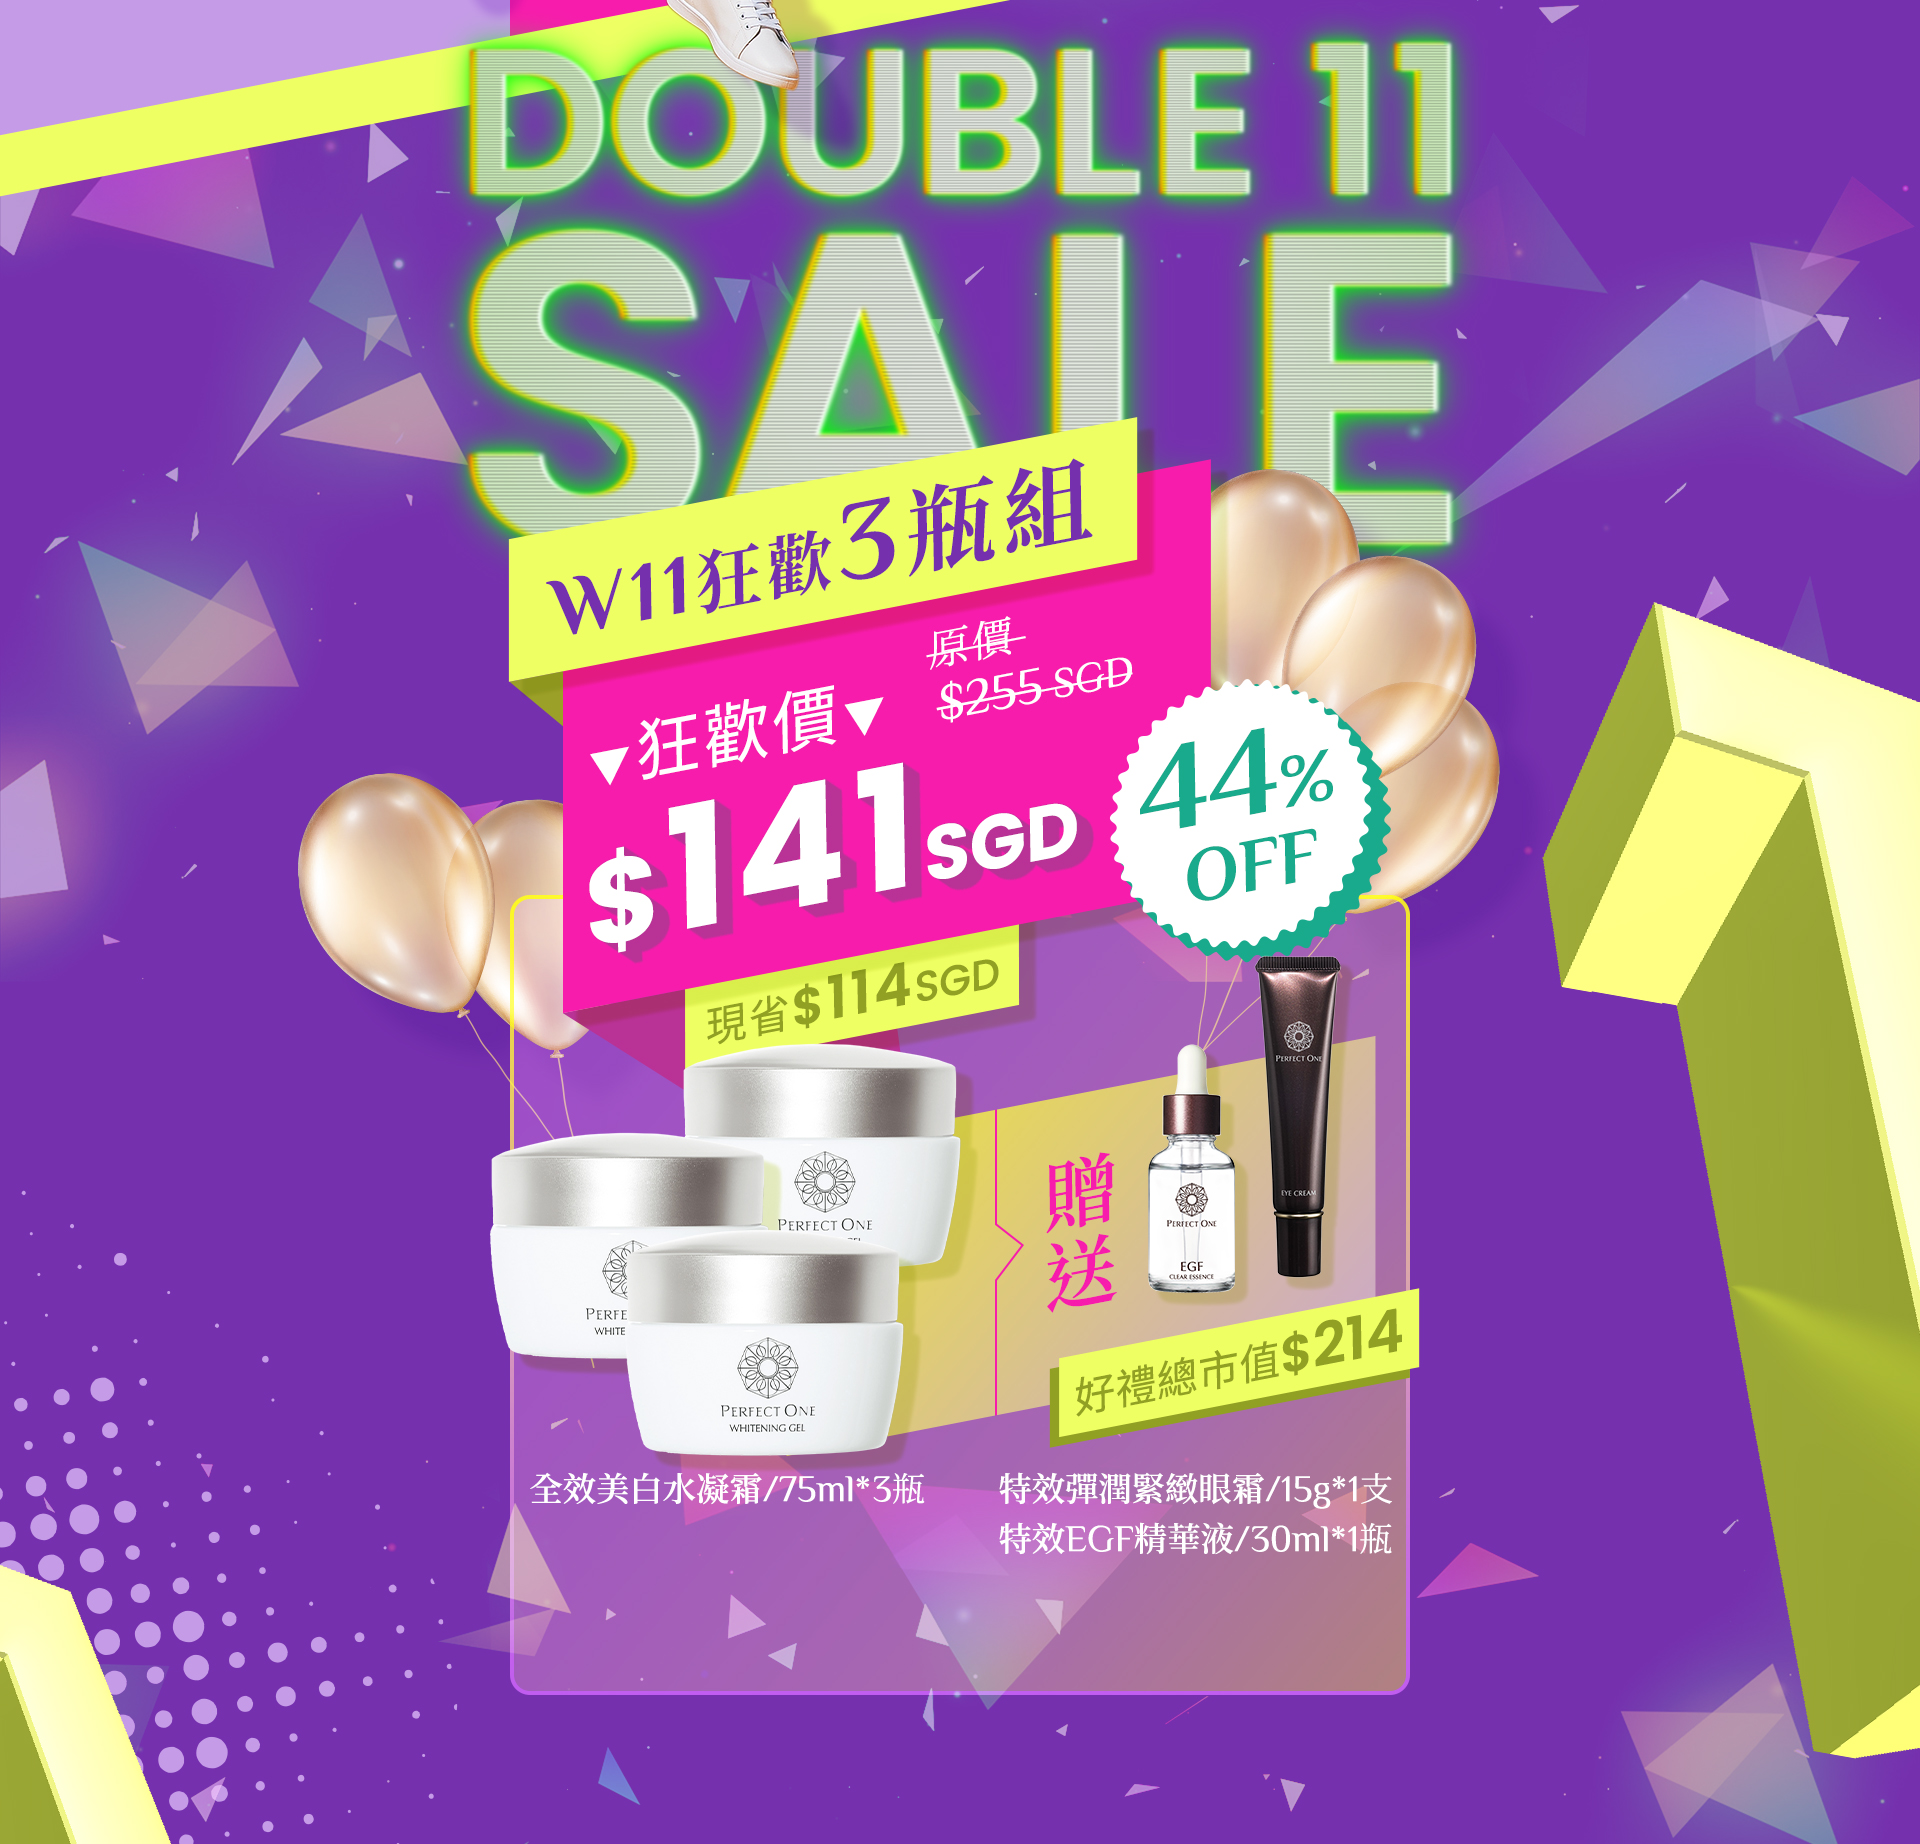 DOUBLE 11
SALE
W11狂歡3瓶組
原價
$255 SGD
▼狂歡價▼
$141SGD
44%
OFF
現省$114SGD
PERFECT ONE
EYE CREAM
PERFECT ONE
EGF
CLEAR ESSENCE
贈送
PERFECT ONE
PERFECT ONE
WHITENING GEL
好禮總市值$214
全效美白水凝霜/75ml*3瓶
特效彈潤緊緻眼霜/15g*1支
特效EGF精華液/30ml*1瓶